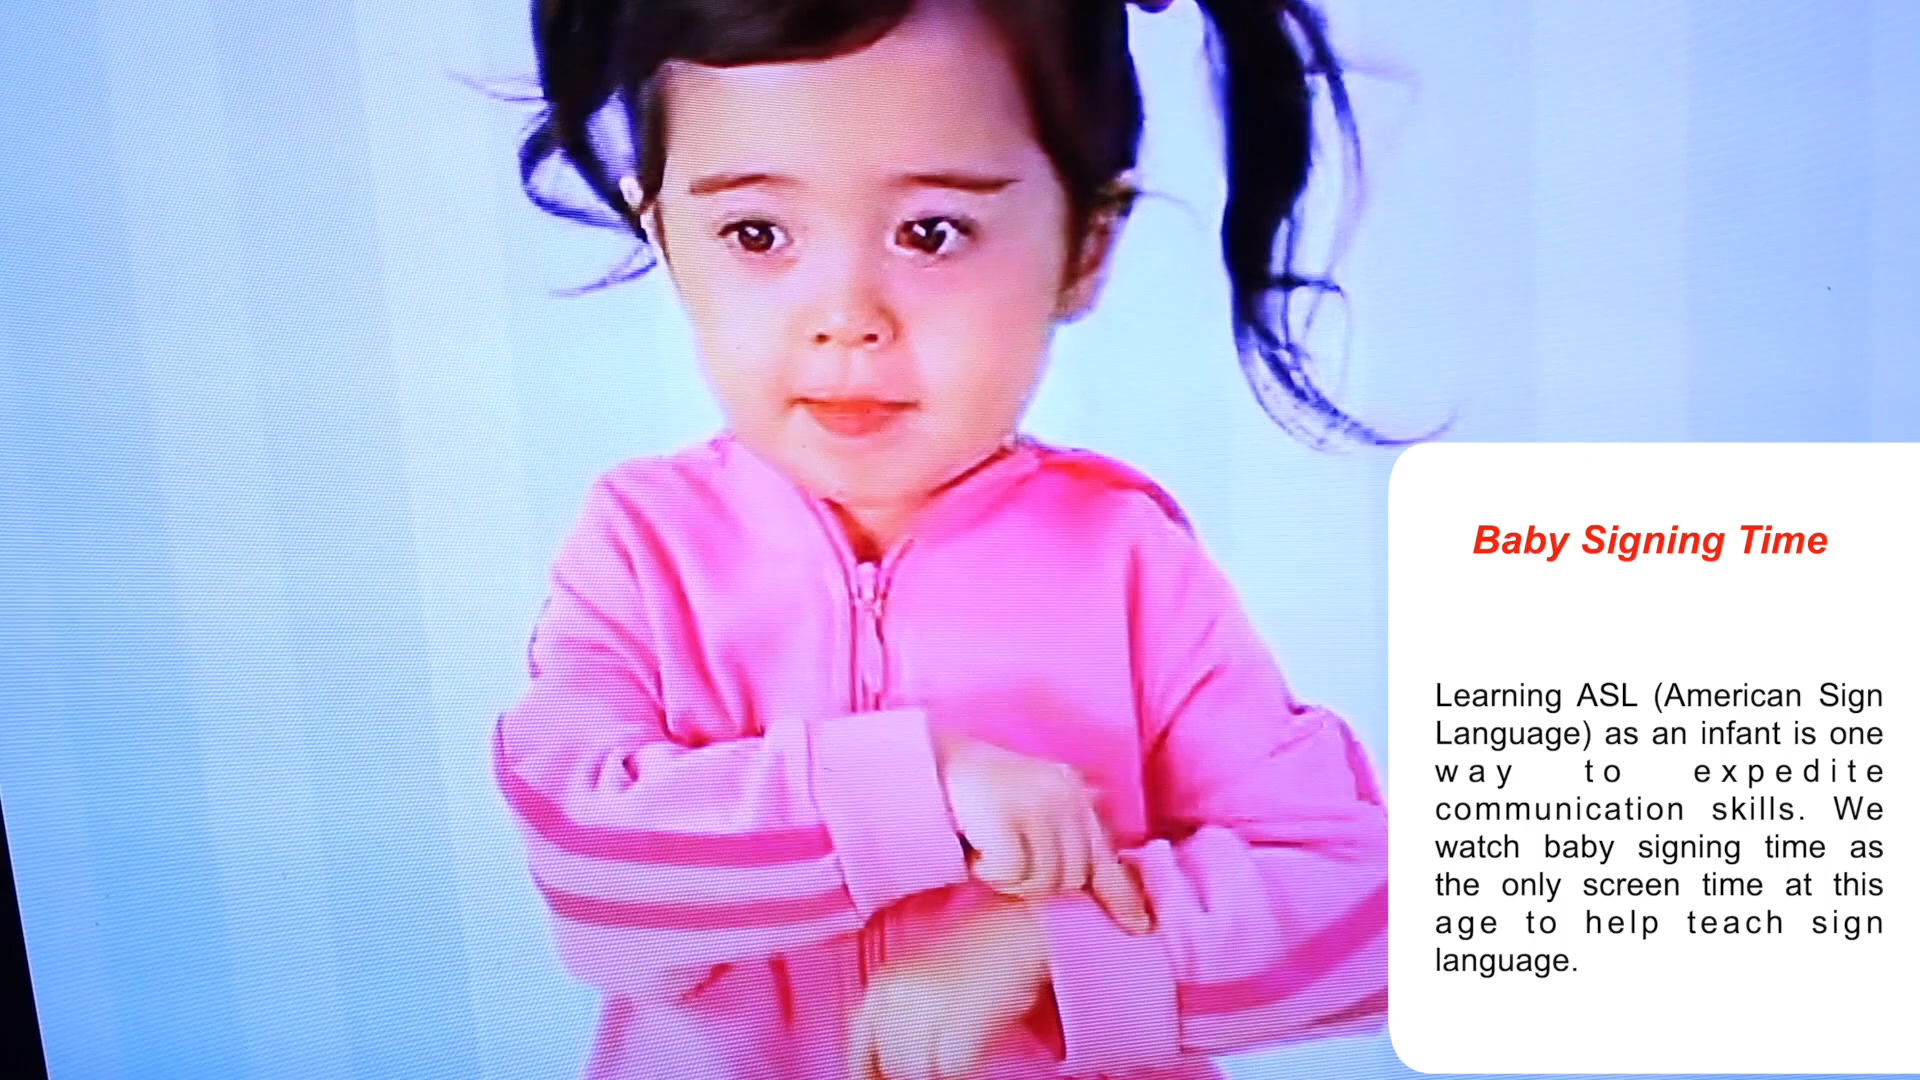 Baby Signing Time
Learning ASL (American Sign
Language) as an infant is one
way to expedite
communication skills. We
watch baby signing time as
the only screen time at this
age to help teach sign
language.